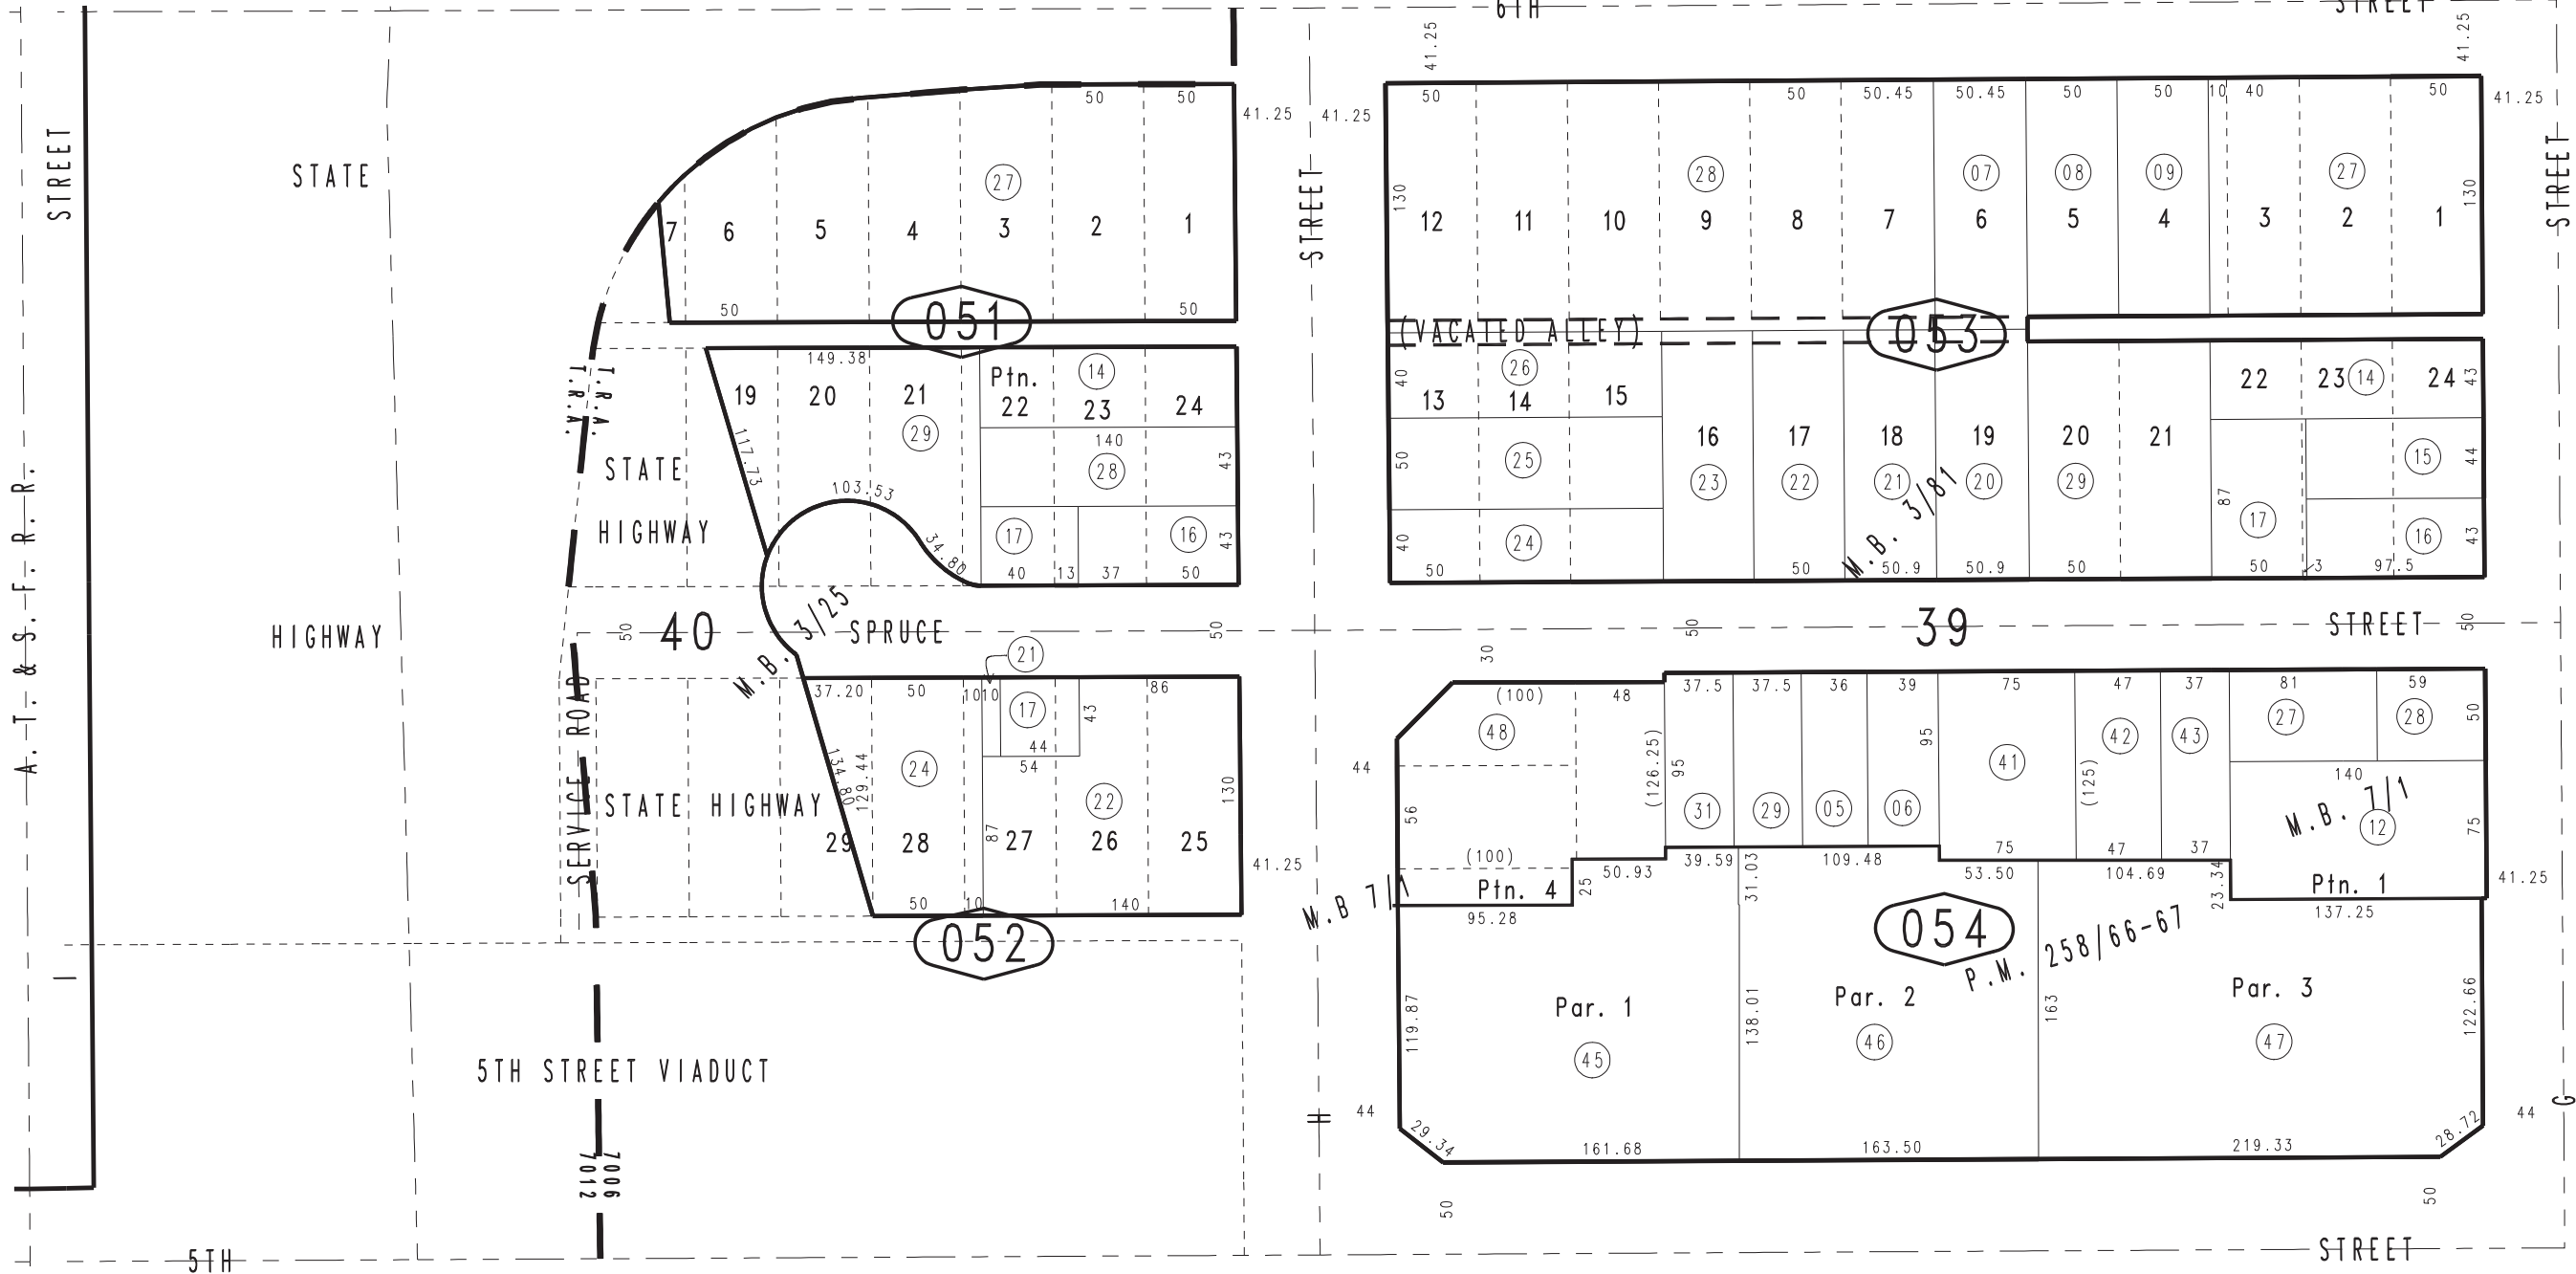 6TH STREET
41.25 41.25
STREET
STATE
50 50
41.25 41.25
27
7 6 5 4 3 2 1
50 50
051
STREET
50 50 50.45 50.45 50 50 10 40 50
41.25
130 28 07 08 09 27 130
12 11 10 9 8 7 6 5 4 3 2 1
STREET
(VACATED ALLEY)
053
T.R.A.
T.R.A.
149.38
19 20 21 29
Ptn. 22 14 23 24
117.73
140
28 43
103.53
34.80
17 16 43
40 13 37 50
STATE
HIGHWAY
40 26
13 14 15
50 25
40 24
50
16 17 18 19 20 21
23 22 21 20 29
50 50.9 50.9 50
M.B. 3/81
22 23 14 24 43
15 44
87 17 16 43
50 3 97.5
A.T. & S.F. R.R.
HIGHWAY
50 40 M.B. 3/25 SPRUCE 50
30 50 39 STREET 50
21
37.20 50 10 10 86
17 43
44
54
24 22
134.80 129.44 87 130
29 28 27 26 25
50 10 140
052
SERVICE ROAD
STATE HIGHWAY
41.25
(100) 48 37.5 37.5 36 39 75 47 37 81 59
48 42 43 27 28 50
44 (126.25) 95 95 41 (125) 140
56 31 29 05 06 M.B. 7/1 12 75
(100) 50.93 39.59 109.48 75 47 37
53.50 104.69 23.34
M.B 7/1 Ptn. 4 25 31.03 Ptn. 1 41.25
95.28 054 137.25
P.M. 258/66-67
Par. 1 Par. 2 Par. 3
45 46 47
119.87 138.01 163 122.66
I
5TH STREET VIADUCT
H
G
44 44
29.34 161.68 163.50 219.33 28.72
7012
7006
50 50
5TH STREET